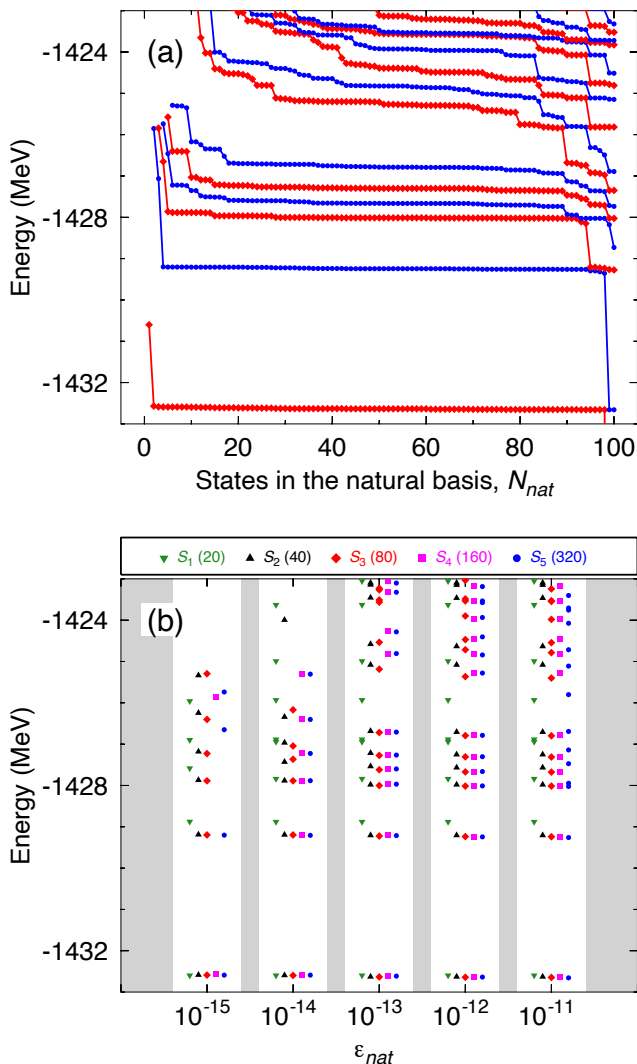 (a)
Energy (MeV)
-1424
-1428
-1432
0 20 40 60 80 100
States in the natural basis, N_nat
S₁ (20) S₂ (40) S₃ (80) S₄ (160) S₅ (320)
(b)
Energy (MeV)
-1424
-1428
-1432
10⁻¹⁵ 10⁻¹⁴ 10⁻¹³ 10⁻¹² 10⁻¹¹
ε_nat